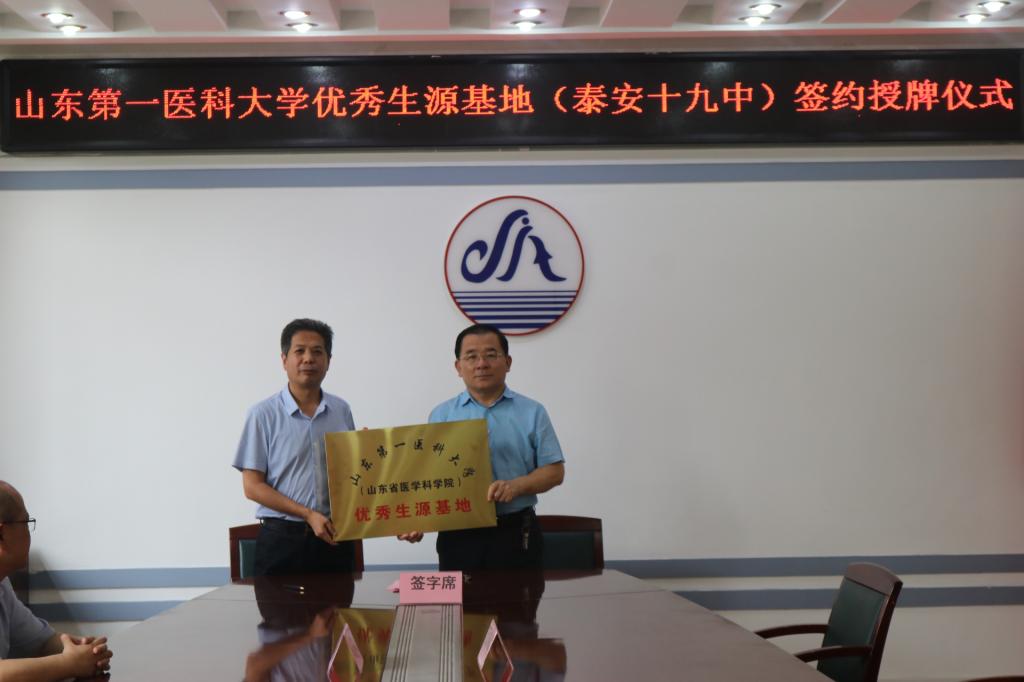 山东第一医科大学优秀生源基地（泰安十九中）签约授牌仪式
山东第一医科大学
（山东省医学科学院）
优秀生源基地
签字席